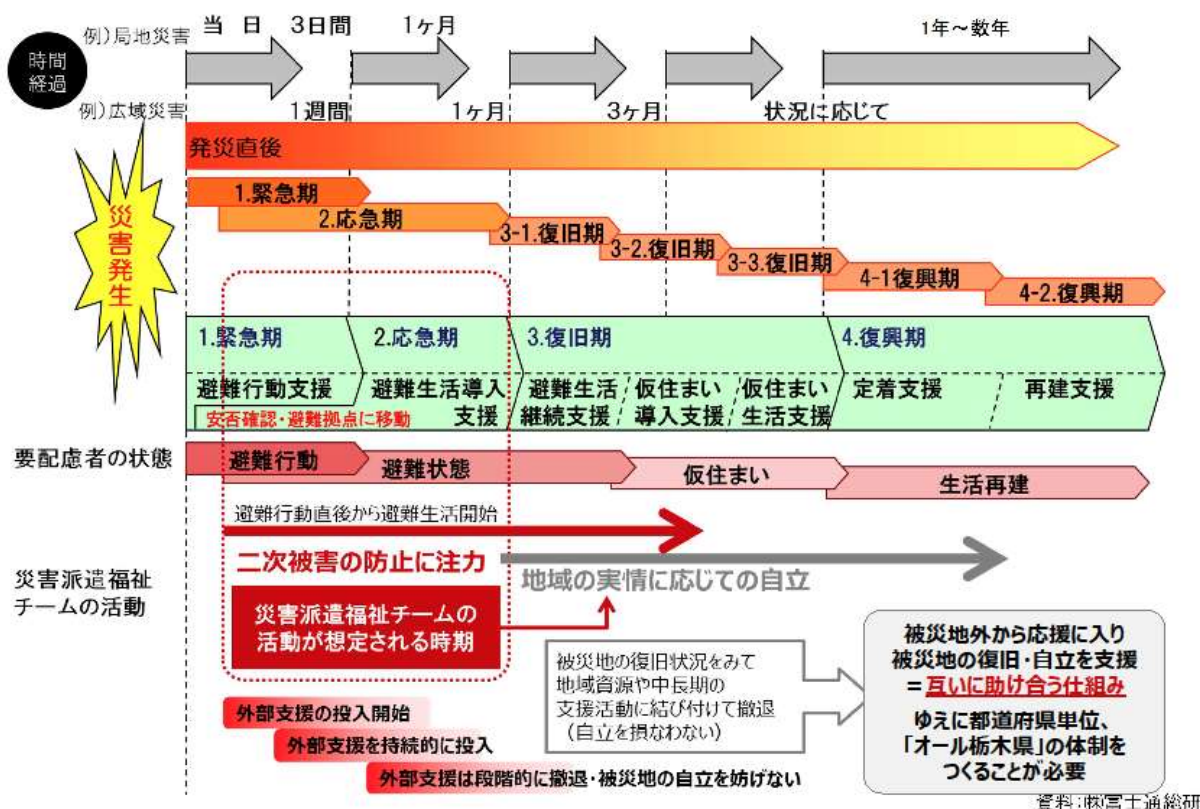 例)局地災害
当 日
3日間
1ヶ月
1年～数年
時間
経過
例)広域災害
1週間
1ヶ月
3ヶ月
状況に応じて
災害発生
発災直後
1.緊急期
2.応急期
3-1.復旧期
3-2.復旧期
3-3.復旧期
4-1復興期
4-2.復興期
1.緊急期
2.応急期
3.復旧期
4.復興期
避難行動支援
安否確認・避難拠点に移動
避難生活導入
支援
避難生活
継続支援
仮住まい
導入支援
仮住まい
生活支援
定着支援
再建支援
要配慮者の状態
避難行動
避難状態
仮住まい
生活再建
避難行動直後から避難生活開始
二次被害の防止に注力
地域の実情に応じての自立
災害派遣福祉
チームの活動
災害派遣福祉チームの
活動が想定される時期
被災地の復旧状況をみて
地域資源や中長期の
支援活動に結び付けて撤退
（自立を損なわない）
被災地外から応援に入り
被災地の復旧・自立を支援
＝互いに助け合う仕組み
ゆえに都道府県単位、
「オール栃木県」の体制を
つくることが必要
外部支援の投入開始
外部支援を持続的に投入
外部支援は段階的に撤退・被災地の自立を妨げない
資料：㈱富士通総研